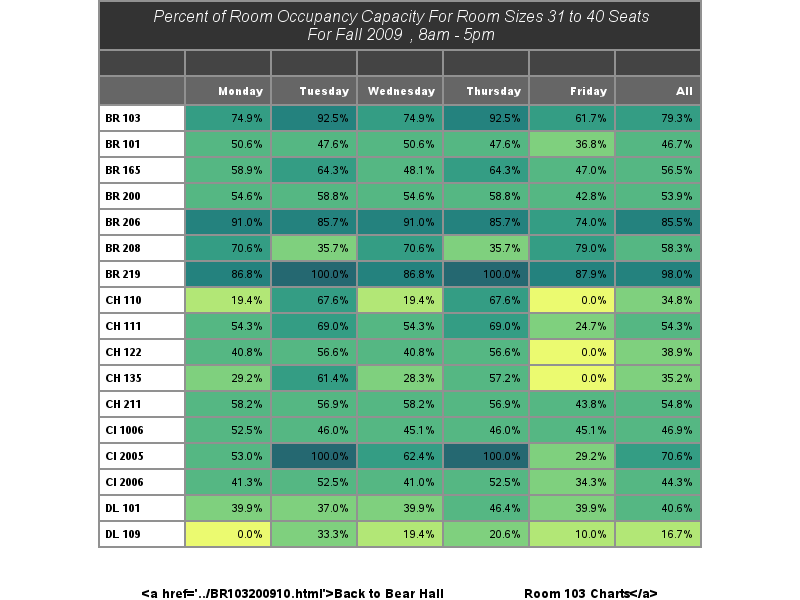 Percent of Room Occupancy Capacity For Room Sizes 31 to 40 Seats
For Fall 2009 , 8am - 5pm
Monday Tuesday Wednesday Thursday Friday All
BR 103 74.9% 92.5% 74.9% 92.5% 61.7% 79.3%
BR 101 50.6% 47.6% 50.6% 47.6% 36.8% 46.7%
BR 165 58.9% 64.3% 48.1% 64.3% 47.0% 56.5%
BR 200 54.6% 58.8% 54.6% 58.8% 42.8% 53.9%
BR 206 91.0% 85.7% 91.0% 85.7% 74.0% 85.5%
BR 208 70.6% 35.7% 70.6% 35.7% 79.0% 58.3%
BR 219 86.8% 100.0% 86.8% 100.0% 87.9% 98.0%
CH 110 19.4% 67.6% 19.4% 67.6% 0.0% 34.8%
CH 111 54.3% 69.0% 54.3% 69.0% 24.7% 54.3%
CH 122 40.8% 56.6% 40.8% 56.6% 0.0% 38.9%
CH 135 29.2% 61.4% 28.3% 57.2% 0.0% 35.2%
CH 211 58.2% 56.9% 58.2% 56.9% 43.8% 54.8%
CI 1006 52.5% 46.0% 45.1% 46.0% 45.1% 46.9%
CI 2005 53.0% 100.0% 62.4% 100.0% 29.2% 70.6%
CI 2006 41.3% 52.5% 41.0% 52.5% 34.3% 44.3%
DL 101 39.9% 37.0% 39.9% 46.4% 39.9% 40.6%
DL 109 0.0% 33.3% 19.4% 20.6% 10.0% 16.7%
<a href='../BR103200910.html'>Back to Bear Hall Room 103 Charts</a>